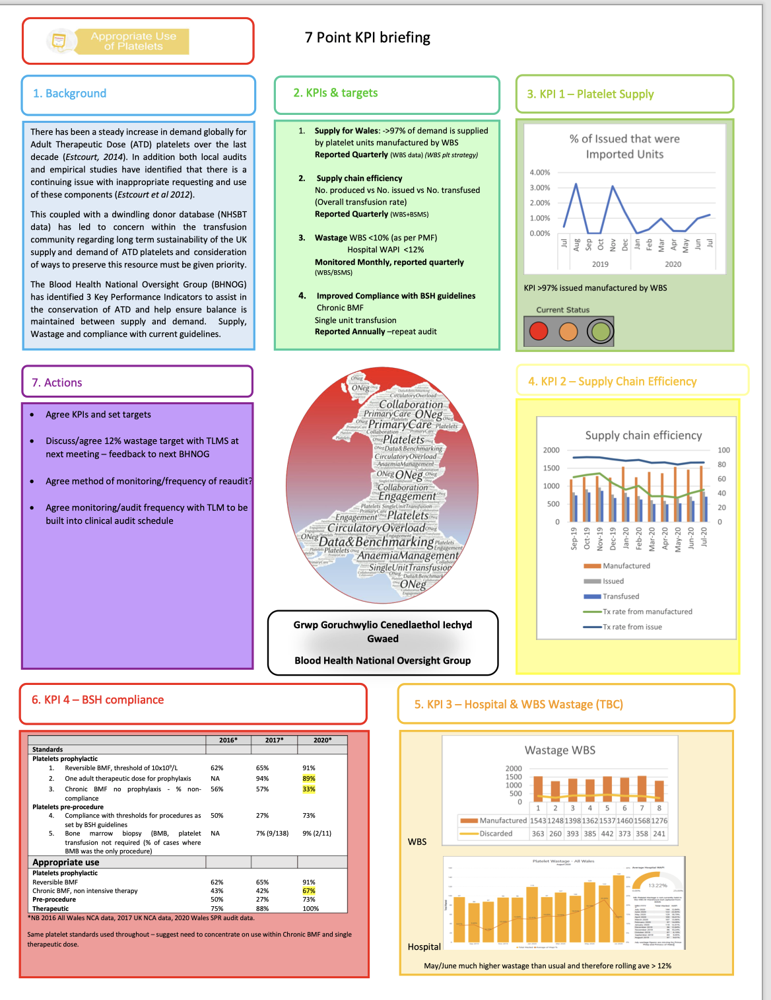 Appropriate Use
of Platelets
7 Point KPI briefing
1. Background
There has been a steady increase in demand globally for
Adult Therapeutic Dose (ATD) platelets over the last
decade (Estcourt, 2014). In addition both local audits
and empirical studies have identified that there is a
continuing issue with inappropriate requesting and use
of these components (Estcourt et al 2012).
This coupled with a dwindling donor database (NHSBT
data) has led to concern within the transfusion
community regarding long term sustainability of the UK
supply and demand of ATD platelets and consideration
of ways to preserve this resource must be given priority.
The Blood Health National Oversight Group (BHNOG)
has identified 3 Key Performance Indicators to assist in
the conservation of ATD and help ensure balance is
maintained between supply and demand. Supply,
Wastage and compliance with current guidelines.
2. KPIs & targets
1. Supply for Wales: ->97% of demand is supplied
by platelet units manufactured by WBS
Reported Quarterly (WBS data) (WBS plt strategy)
2. Supply chain efficiency
No. produced vs No. issued vs No. transfused
(Overall transfusion rate)
Reported Quarterly (WBS+BSMS)
3. Wastage WBS <10% (as per PMF)
Hospital WAPI <12%
Monitored Monthly, reported quarterly
(WBS/BSMS)
4. Improved Compliance with BSH guidelines
Chronic BMF
Single unit transfusion
Reported Annually –repeat audit
3. KPI 1 – Platelet Supply
% of Issued that were
Imported Units
4.00%
3.00%
2.00%
1.00%
0.00%
Jul Aug Sep Oct Nov Dec Jan Feb Mar Apr May Jun Jul
2019 2020
KPI >97% issued manufactured by WBS
Current Status
7. Actions
• Agree KPIs and set targets
• Discuss/agree 12% wastage target with TLMS at
next meeting – feedback to next BHNOG
• Agree method of monitoring/frequency of reaudit?
• Agree monitoring/audit frequency with TLM to be
built into clinical audit schedule
ONeg
ONeg
CirculatoryOverload
Collaboration
PrimaryCare ONeg
PrimaryCare
Platelets
Data&Benchmarking
CirculatoryOverload
AnaemiaManagement
ONeg ONeg ONeg
Collaboration
Engagement
Platelets SingleUnitTransfusion
Engagement Platelets
CirculatoryOverload ONeg
ONeg
Data&Benchmarking Platelets
Platelets Engagement
AnaemiaManagement
SingleUnitTransfusion
Data&Benchmark
ONeg
Grwp Goruchwylio Cenedlaethol Iechyd
Gwaed
Blood Health National Oversight Group
4. KPI 2 – Supply Chain Efficiency
Supply chain efficiency
2000 100
1500 80
1000 60
500 40
0 20
0
Sep-19 Oct-19 Nov-19 Dec-19 Jan-20 Feb-20 Mar-20 Apr-20 May-20 Jun-20 Jul-20
Manufactured
Issued
Transfused
Tx rate from manufactured
Tx rate from issue
6. KPI 4 – BSH compliance
2016* 2017* 2020*
Standards
Platelets prophylactic
1. Reversible BMF, threshold of 10x10⁹/L 62% 65% 91%
2. One adult therapeutic dose for prophylaxis NA 94% 89%
3. Chronic BMF no prophylaxis - % non- 56% 57% 33%
compliance
Platelets pre-procedure
4. Compliance with thresholds for procedures as 50% 27% 73%
set by BSH guidelines
5. Bone marrow biopsy (BMB, platelet NA 7% (9/138) 9% (2/11)
transfusion not required (% of cases where
BMB was the only procedure)
Appropriate use
Platelets prophylactic
Reversible BMF 62% 65% 91%
Chronic BMF, non intensive therapy 43% 42% 67%
Pre-procedure 50% 27% 73%
Therapeutic 75% 88% 100%
*NB 2016 All Wales NCA data, 2017 UK NCA data, 2020 Wales SPR audit data.
Same platelet standards used throughout – suggest need to concentrate on use within Chronic BMF and single
therapeutic dose.
5. KPI 3 – Hospital & WBS Wastage (TBC)
Wastage WBS
2000
1500
1000
500
0
1 2 3 4 5 6 7 8
Manufactured 1543 1248 1398 1362 1537 1460 1568 1276
Discarded 363 260 393 385 442 373 358 241
WBS
Platelet Wastage - All Wales
August 2020
Average Hospital WAPI
13.22%
Hospital
May/June much higher wastage than usual and therefore rolling ave > 12%